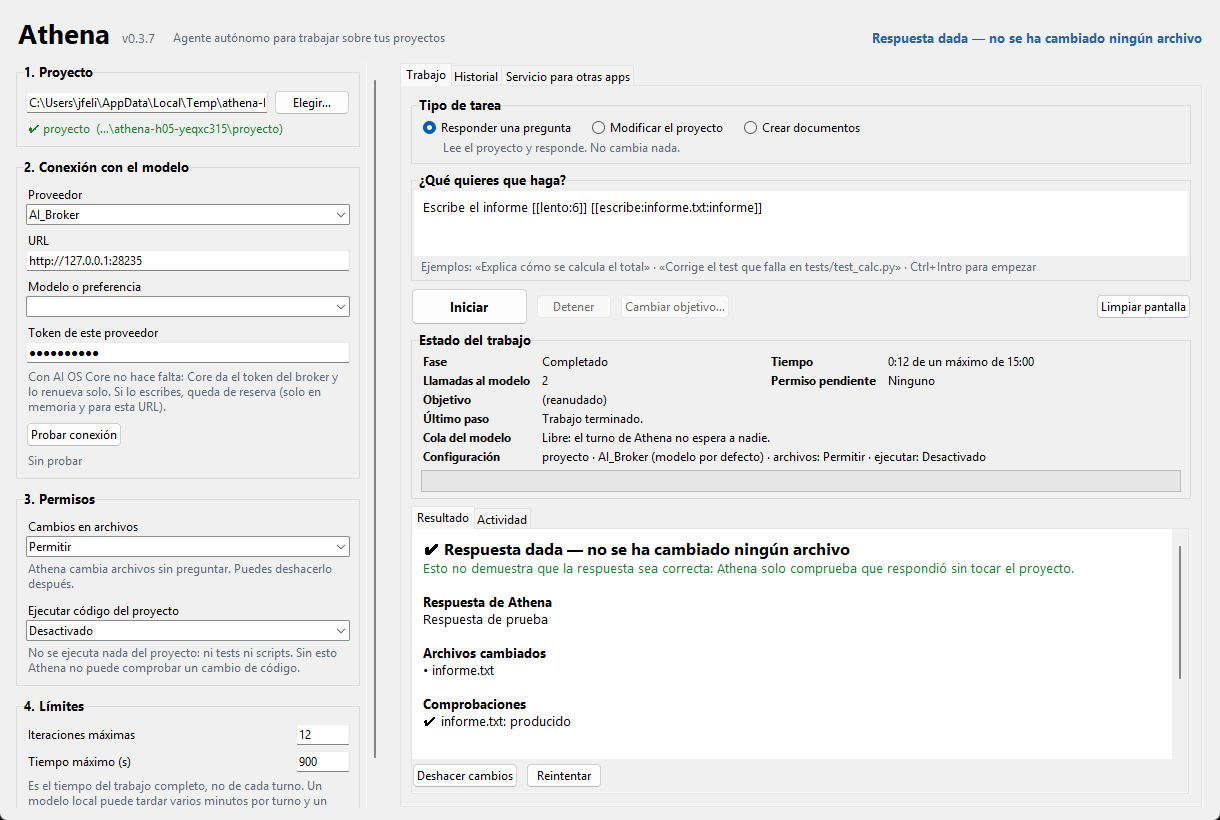 Athena v0.3.7 Agente autónomo para trabajar sobre tus proyectos
Respuesta dada — no se ha cambiado ningún archivo
1. Proyecto
C:\Users\jfeli\AppData\Local\Temp\athena-l
Elegir...
✔ proyecto (...\athena-h05-yeqxc315\proyecto)
2. Conexión con el modelo
Proveedor
AI_Broker
URL
http://127.0.0.1:28235
Modelo o preferencia
Token de este proveedor
●●●●●●●●●●
Con AI OS Core no hace falta: Core da el token del broker y
lo renueva solo. Si lo escribes, queda de reserva (solo en
memoria y para esta URL).
Probar conexión
Sin probar
3. Permisos
Cambios en archivos
Permitir
Athena cambia archivos sin preguntar. Puedes deshacerlo
después.
Ejecutar código del proyecto
Desactivado
No se ejecuta nada del proyecto: ni tests ni scripts. Sin esto
Athena no puede comprobar un cambio de código.
4. Límites
Iteraciones máximas 12
Tiempo máximo (s) 900
Es el tiempo del trabajo completo, no de cada turno. Un
modelo local puede tardar varios minutos por turno y un
Trabajo Historial Servicio para otras apps
Tipo de tarea
Responder una pregunta Modificar el proyecto Crear documentos
Lee el proyecto y responde. No cambia nada.
¿Qué quieres que haga?
Escribe el informe [[lento:6]] [[escribe:informe.txt:informe]]
Ejemplos: «Explica cómo se calcula el total» · «Corrige el test que falla en tests/test_calc.py» · Ctrl+Intro para empezar
Iniciar Detener Cambiar objetivo... Limpiar pantalla
Estado del trabajo
Fase Completado Tiempo 0:12 de un máximo de 15:00
Llamadas al modelo 2 Permiso pendiente Ninguno
Objetivo (reanudado)
Último paso Trabajo terminado.
Cola del modelo Libre: el turno de Athena no espera a nadie.
Configuración proyecto · AI_Broker (modelo por defecto) · archivos: Permitir · ejecutar: Desactivado
Resultado Actividad
✔ Respuesta dada — no se ha cambiado ningún archivo
Esto no demuestra que la respuesta sea correcta: Athena solo comprueba que respondió sin tocar el proyecto.
Respuesta de Athena
Respuesta de prueba
Archivos cambiados
• informe.txt
Comprobaciones
✔ informe.txt: producido
Deshacer cambios Reintentar